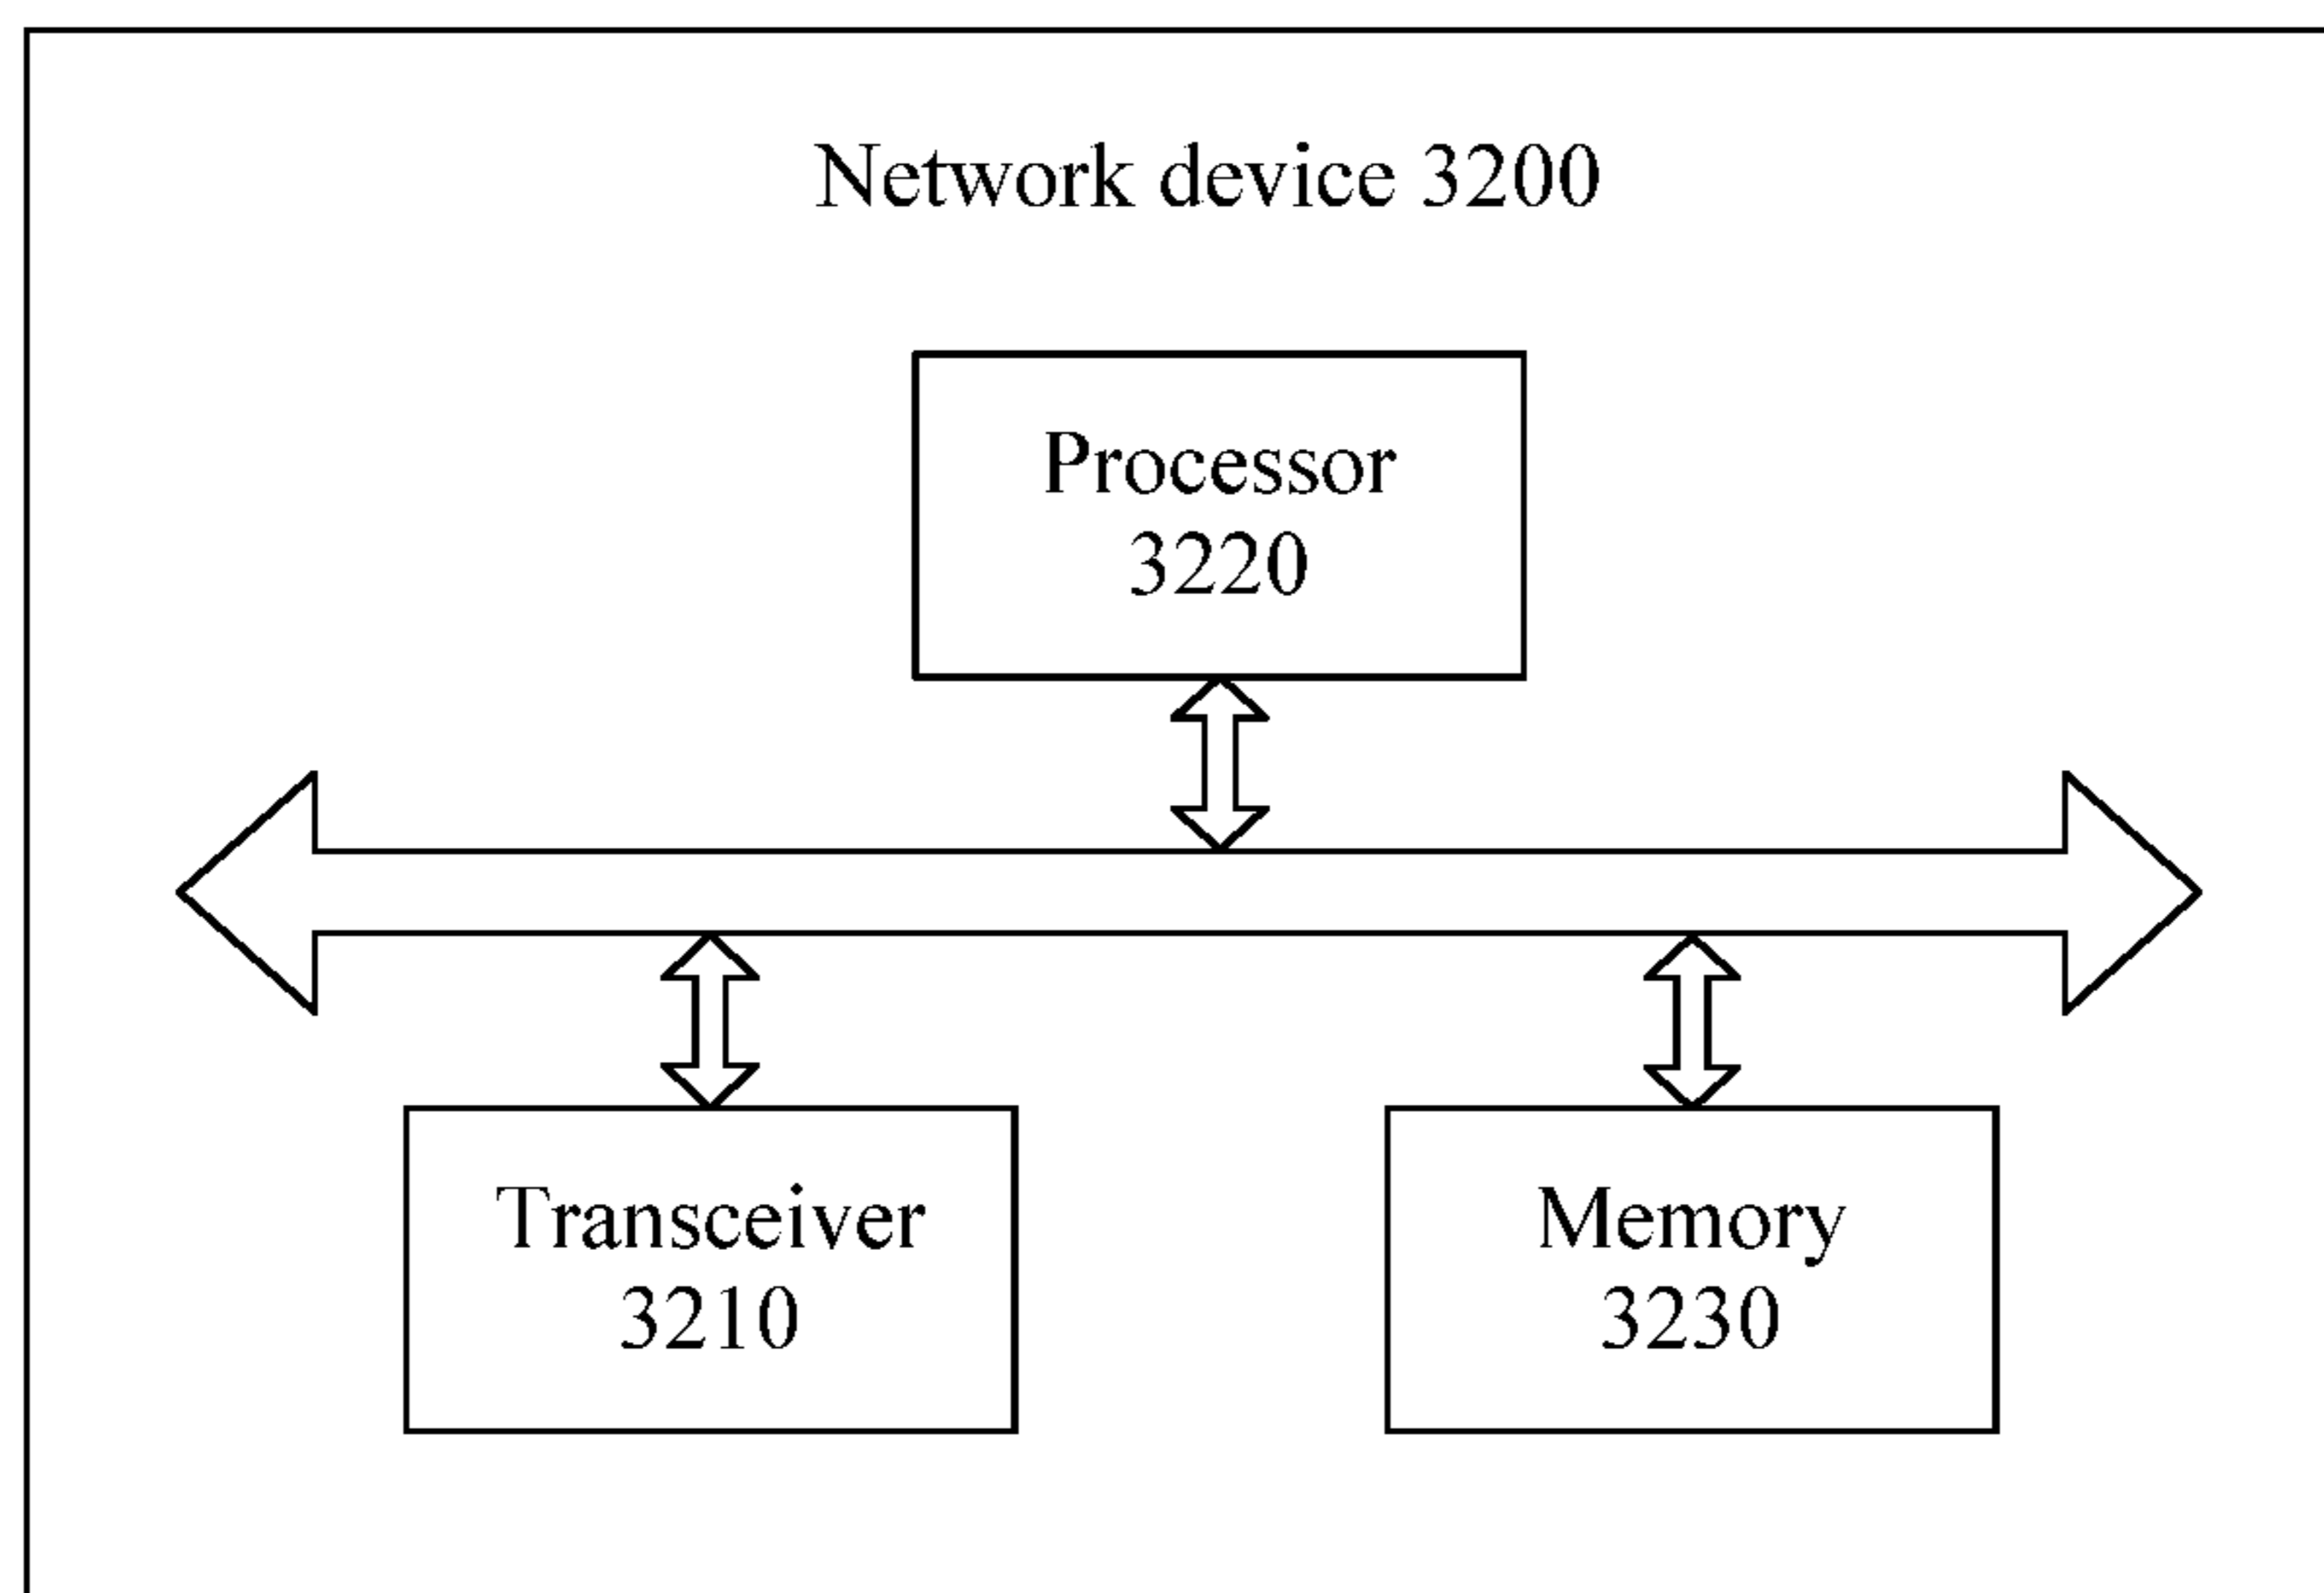 Network device 3200
Processor
3220
Transceiver
3210
Memory
3230